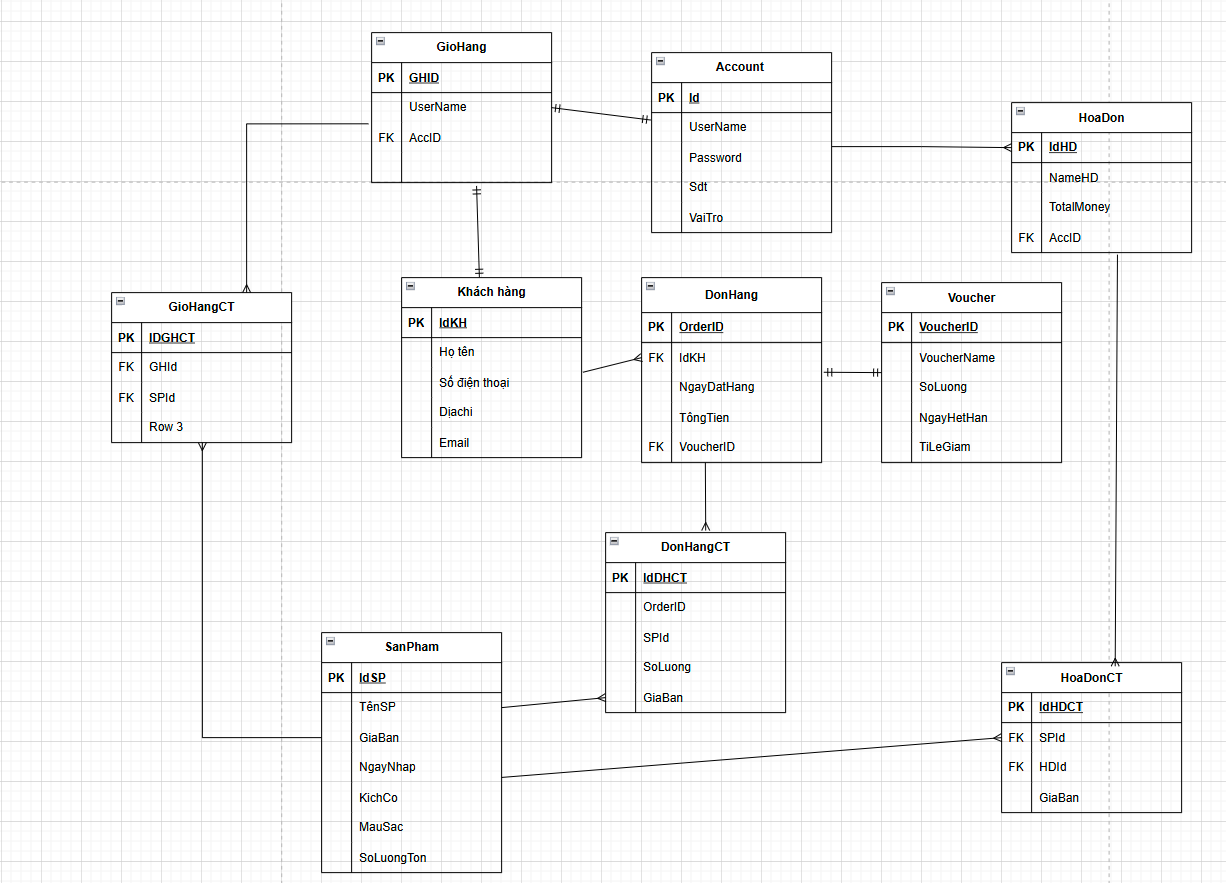 GioHang
PK GHID
UserName
FK AccID
Account
PK Id
UserName
Password
Sdt
VaiTro
HoaDon
PK IdHD
NameHD
TotalMoney
FK AccID
GioHangCT
PK IDGHCT
FK GHId
FK SPId
Row 3
Khách hàng
PK IdKH
Họ tên
Số điện thoại
Dịachi
Email
DonHang
PK OrderID
FK IdKH
NgayDatHang
TôngTien
FK VoucherID
Voucher
PK VoucherID
VoucherName
SoLuong
NgayHetHan
TiLeGiam
DonHangCT
PK IdDHCT
OrderID
SPId
SoLuong
GiaBan
SanPham
PK IdSP
TênSP
GiaBan
NgayNhap
KichCo
MauSac
SoLuongTon
HoaDonCT
PK IdHDCT
FK SPId
FK HDId
GiaBan